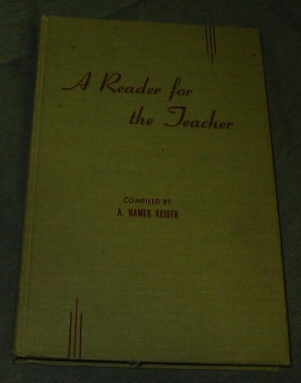 A Reader for
the Teacher
COMPILED BY
A. HAMER REISER